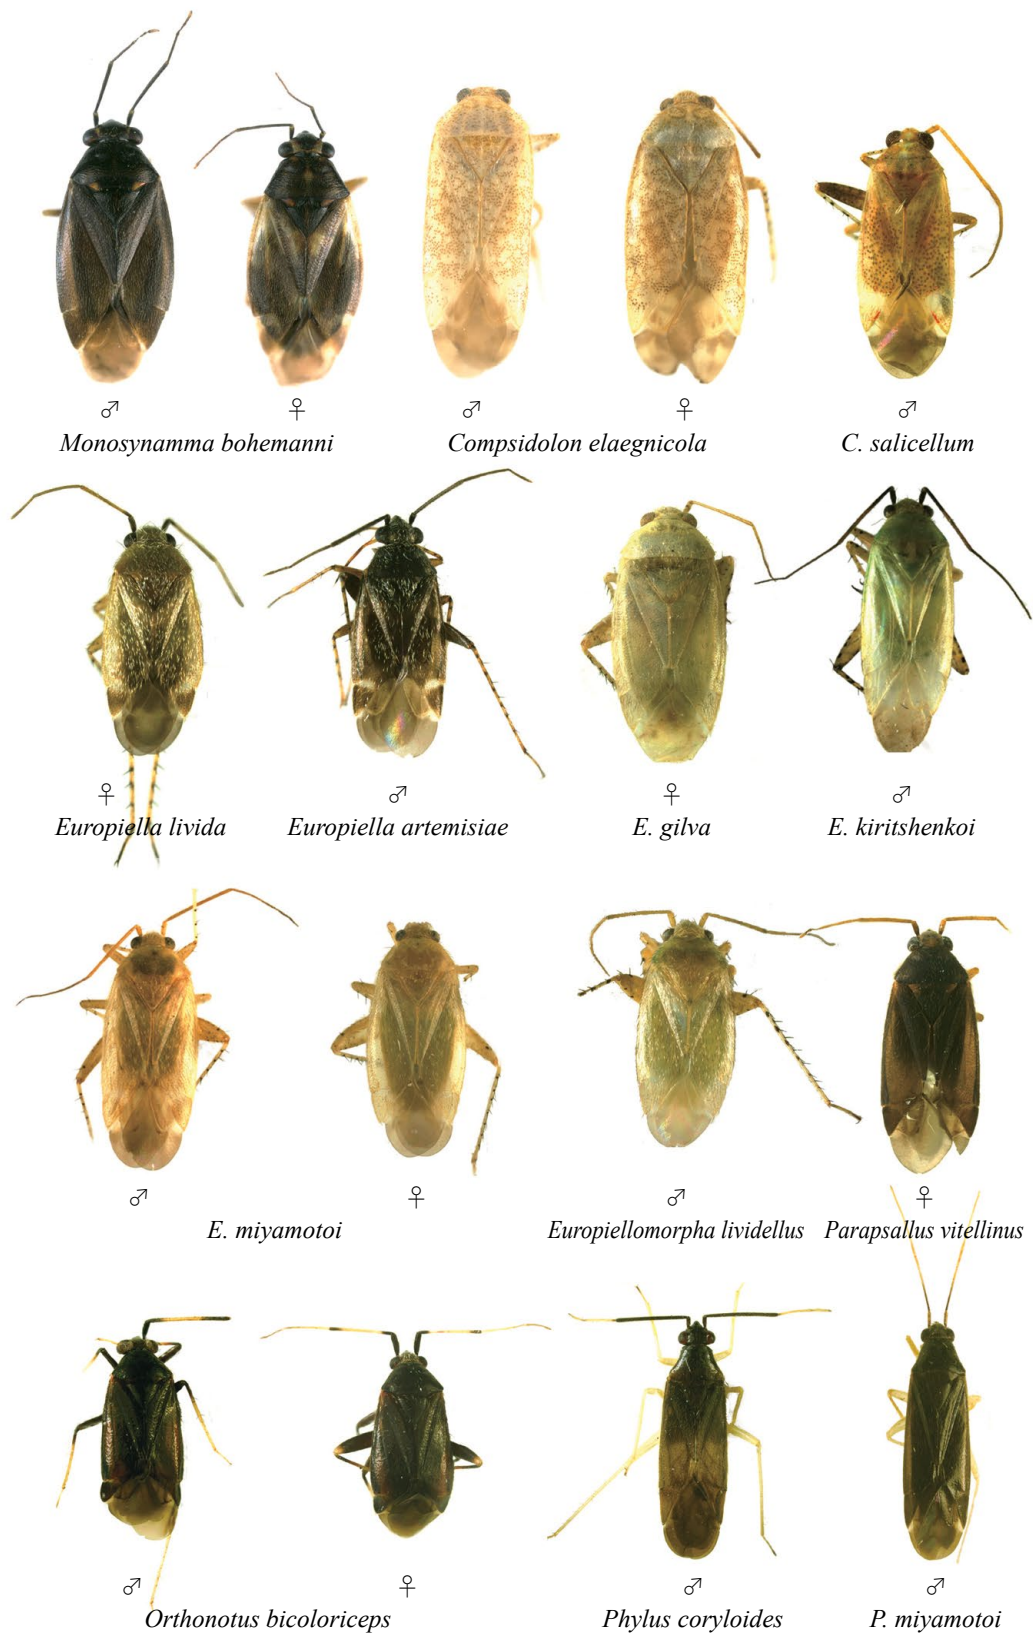 ♂ ♀ ♂ ♀ ♂
Monosynamma bohemanni Compsidolon elaegnicola C. salicellum
♀ ♂ ♀ ♂
Europiella livida Europiella artemisiae E. gilva E. kiritshenkoi
♂ ♀ ♂ ♀
E. miyamotoi Europiellomorpha lividellus Parapsallus vitellinus
♂ ♀ ♂ ♂
Orthonotus bicoloriceps Phylus coryloides P. miyamotoi